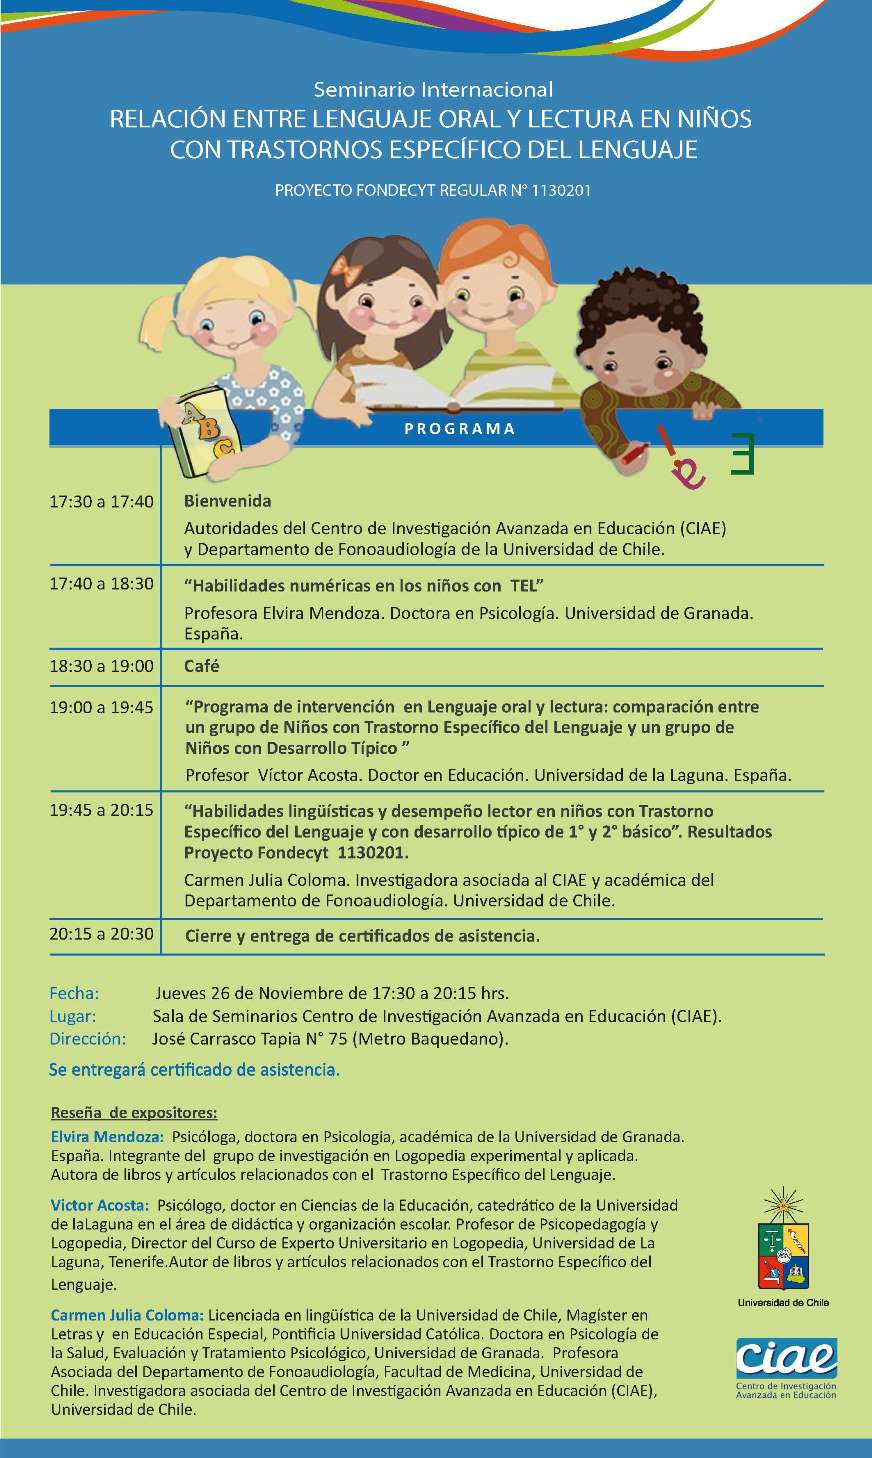 Seminario Internacional
RELACIÓN ENTRE LENGUAJE ORAL Y LECTURA EN NIÑOS
CON TRASTORNOS ESPECÍFICO DEL LENGUAJE
PROYECTO FONDECYT REGULAR N° 1130201
ABC
PROGRAMA
a E
17:30 a 17:40 Bienvenida
Autoridades del Centro de Investigación Avanzada en Educación (CIAE)
y Departamento de Fonoaudiología de la Universidad de Chile.
17:40 a 18:30 “Habilidades numéricas en los niños con TEL”
Profesora Elvira Mendoza. Doctora en Psicología. Universidad de Granada.
España.
18:30 a 19:00 Café
19:00 a 19:45 “Programa de intervención en Lenguaje oral y lectura: comparación entre
un grupo de Niños con Trastorno Específico del Lenguaje y un grupo de
Niños con Desarrollo Típico ”
Profesor Víctor Acosta. Doctor en Educación. Universidad de la Laguna. España.
19:45 a 20:15 “Habilidades lingüísticas y desempeño lector en niños con Trastorno
Específico del Lenguaje y con desarrollo típico de 1° y 2° básico”. Resultados
Proyecto Fondecyt 1130201.
Carmen Julia Coloma. Investigadora asociada al CIAE y académica del
Departamento de Fonoaudiología. Universidad de Chile.
20:15 a 20:30 Cierre y entrega de certificados de asistencia.
Fecha: Jueves 26 de Noviembre de 17:30 a 20:15 hrs.
Lugar: Sala de Seminarios Centro de Investigación Avanzada en Educación (CIAE).
Dirección: José Carrasco Tapia N° 75 (Metro Baquedano).
Se entregará certificado de asistencia.
Reseña de expositores:
Elvira Mendoza: Psicóloga, doctora en Psicologia, académica de la Universidad de Granada.
España. Integrante del grupo de investigación en Logopedia experimental y aplicada.
Autora de libros y artículos relacionados con el Trastorno Específico del Lenguaje.
Victor Acosta: Psicólogo, doctor en Ciencias de la Educación, catedrático de la Universidad
de laLaguna en el área de didáctica y organización escolar. Profesor de Psicopedagogía y
Logopedia, Director del Curso de Experto Universitario en Logopedia, Universidad de La
Laguna, Tenerife.Autor de libros y artículos relacionados con el Trastorno Específico del
Lenguaje.
Carmen Julia Coloma: Licenciada en lingüística de la Universidad de Chile, Magíster en
Letras y en Educación Especial, Pontificia Universidad Católica. Doctora en Psicología de
la Salud, Evaluación y Tratamiento Psicológico, Universidad de Granada. Profesora
Asociada del Departamento de Fonoaudiología, Facultad de Medicina, Universidad de
Chile. Investigadora asociada del Centro de Investigación Avanzada en Educación (CIAE),
Universidad de Chile.
Universidad de Chile
ciae
Centro de Investigación
Avanzada en Educación